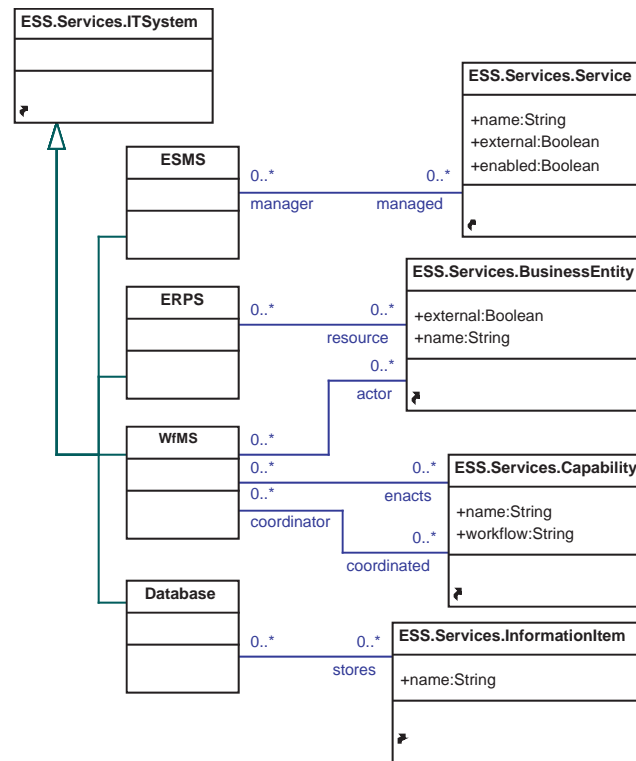 ESS.Services.ITSystem
ESS.Services.Service
+name:String
+external:Boolean
+enabled:Boolean
ESMS
0..*
0..*
manager
managed
ESS.Services.BusinessEntity
+external:Boolean
+name:String
ERPS
0..*
0..*
resource
0..*
actor
WfMS
0..*
0..*
0..*
enacts
0..*
coordinator
0..*
coordinated
ESS.Services.Capability
+name:String
+workflow:String
Database
0..*
0..*
stores
ESS.Services.InformationItem
+name:String